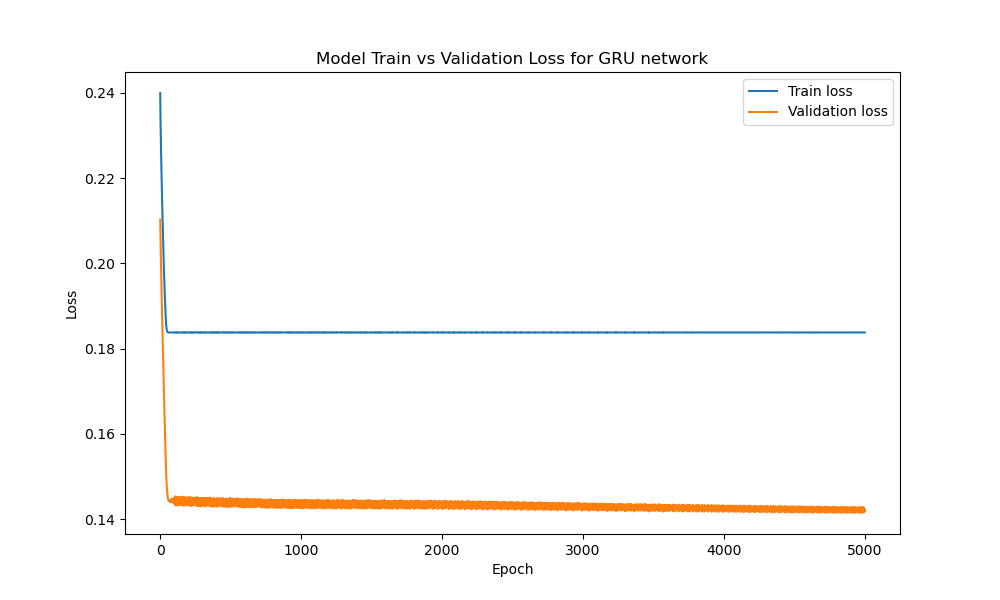 Model Train vs Validation Loss for GRU network
Train loss
Validation loss
0.24
0.22
0.20
0.18
0.16
0.14
Loss
0
1000
2000
3000
4000
5000
Epoch